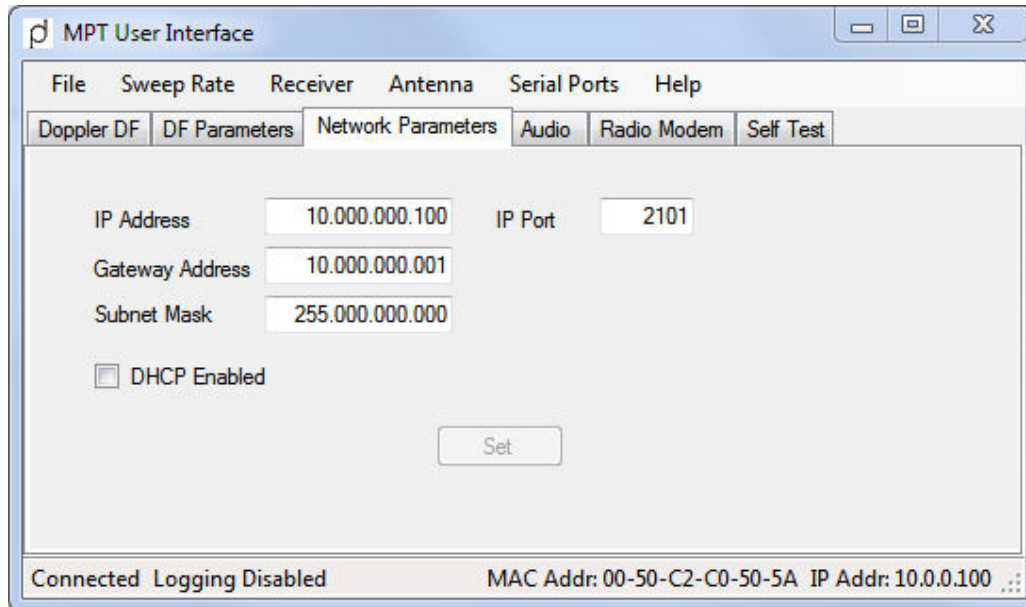 MPT User Interface
File Sweep Rate Receiver Antenna Serial Ports Help
Doppler DF DF Parameters Network Parameters Audio Radio Modem Self Test
IP Address 10.000.000.100 IP Port 2101
Gateway Address 10.000.000.001
Subnet Mask 255.000.000.000
DHCP Enabled
Set
Connected Logging Disabled MAC Addr: 00-50-C2-C0-50-5A IP Addr: 10.0.0.100